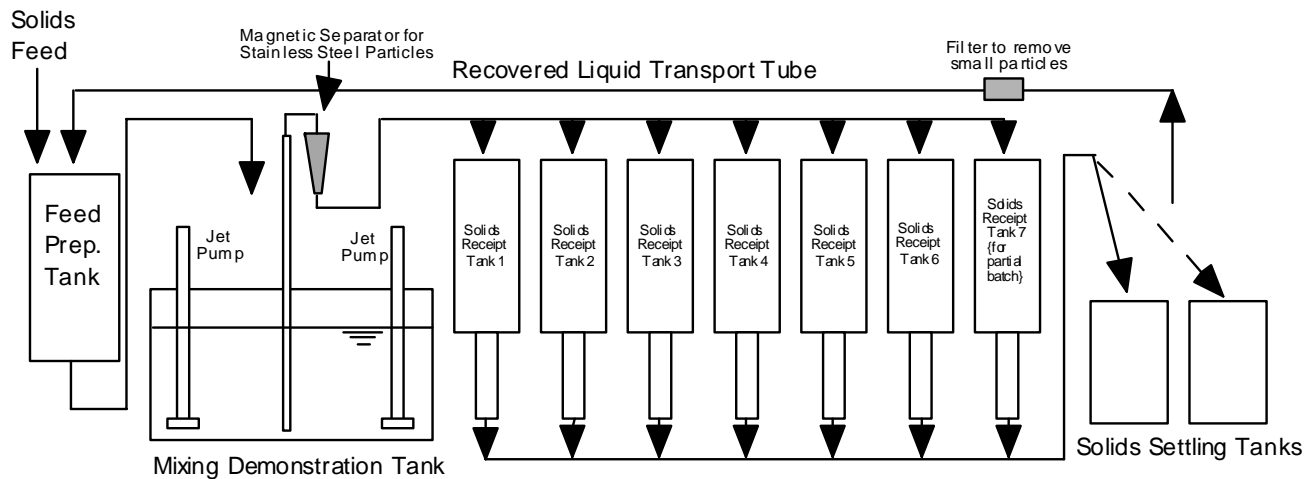 Solids
Feed
Magnetic Separator for
Stainless Steel Particles
Filter to remove
small particles
Recovered Liquid Transport Tube
Feed
Prep.
Tank
Jet
Pump
Jet
Pump
Solids
Receipt
Tank 1
Solids
Receipt
Tank 2
Solids
Receipt
Tank 3
Solids
Receipt
Tank 4
Solids
Receipt
Tank 5
Solids
Receipt
Tank 6
Solids
Receipt
Tank 7
{for
partial
batch}
Mixing Demonstration Tank
Solids Settling Tanks